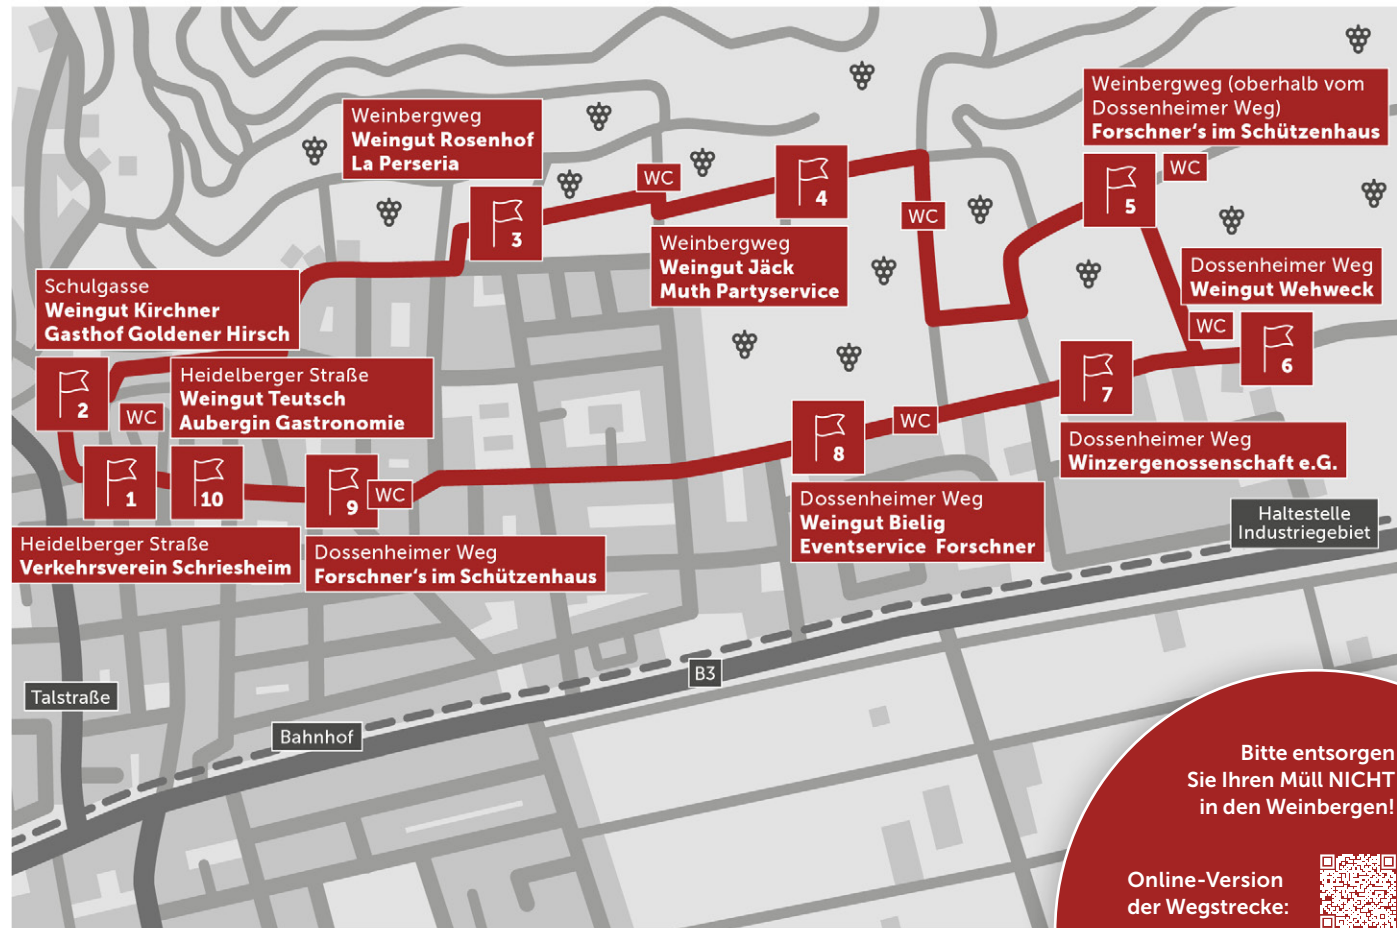 Weinbergweg
Weingut Rosenhof
La Perseria
3
WC
4
Weinbergweg
Weingut Jäck
Muth Partyservice
WC
Weinbergweg (oberhalb vom
Dossenheimer Weg)
Forschner's im Schützenhaus
5
WC
Dossenheimer Weg
Weingut Wehweck
WC
6
Schulgasse
Weingut Kirchner
Gasthof Goldener Hirsch
2
WC
Heidelberger Straße
Weingut Teutsch
Aubergin Gastronomie
1
10
9
WC
Heidelberger Straße
Verkehrsverein Schriesheim
Dossenheimer Weg
Forschner‘s im Schützenhaus
8
WC
Dossenheimer Weg
Weingut Bielig
Eventservice Forschner
7
Dossenheimer Weg
Winzergenossenschaft e.G.
Haltestelle
Industriegebiet
Talstraße
Bahnhof
B3
Bitte entsorgen
Sie Ihren Müll NICHT
in den Weinbergen!
Online-Version
der Wegstrecke: